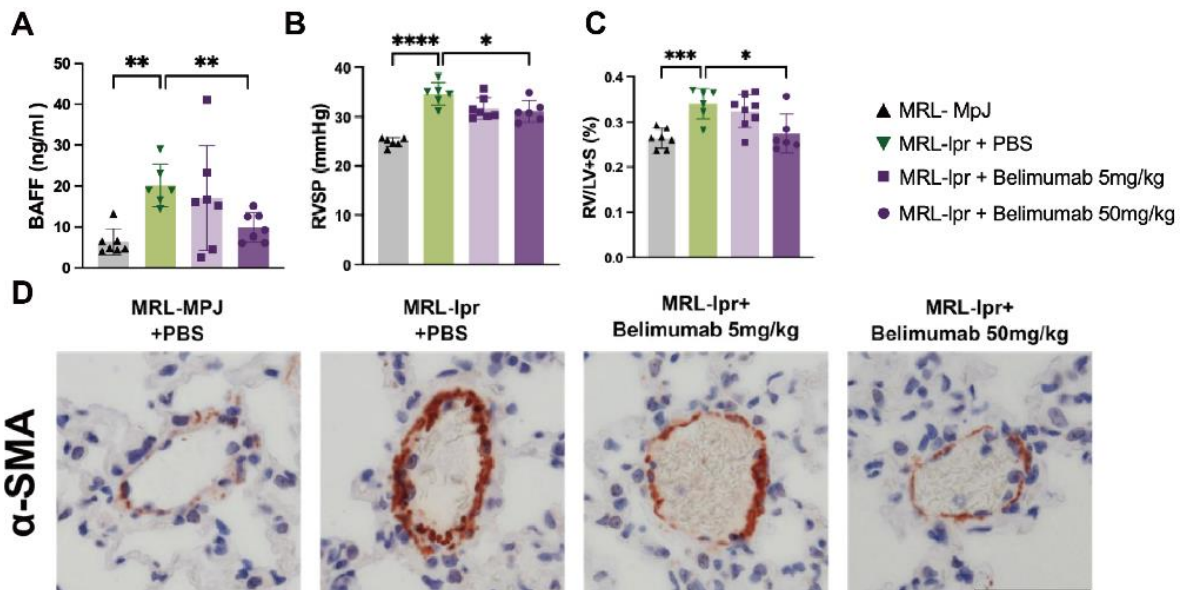 A
BAFF (ng/ml)
50
40
30
20
10
0
**
**
B
RVSP (mmHg)
40
30
20
10
0
****
*
C
RV/LV+S (%)
0.4
0.3
0.2
0.1
0.0
***
*
MRL- MpJ
MRL-lpr + PBS
MRL-lpr + Belimumab 5mg/kg
MRL-lpr + Belimumab 50mg/kg
D
MRL-MPJ
+PBS
MRL-lpr
+PBS
MRL-lpr+
Belimumab 5mg/kg
MRL-lpr+
Belimumab 50mg/kg
α-SMA